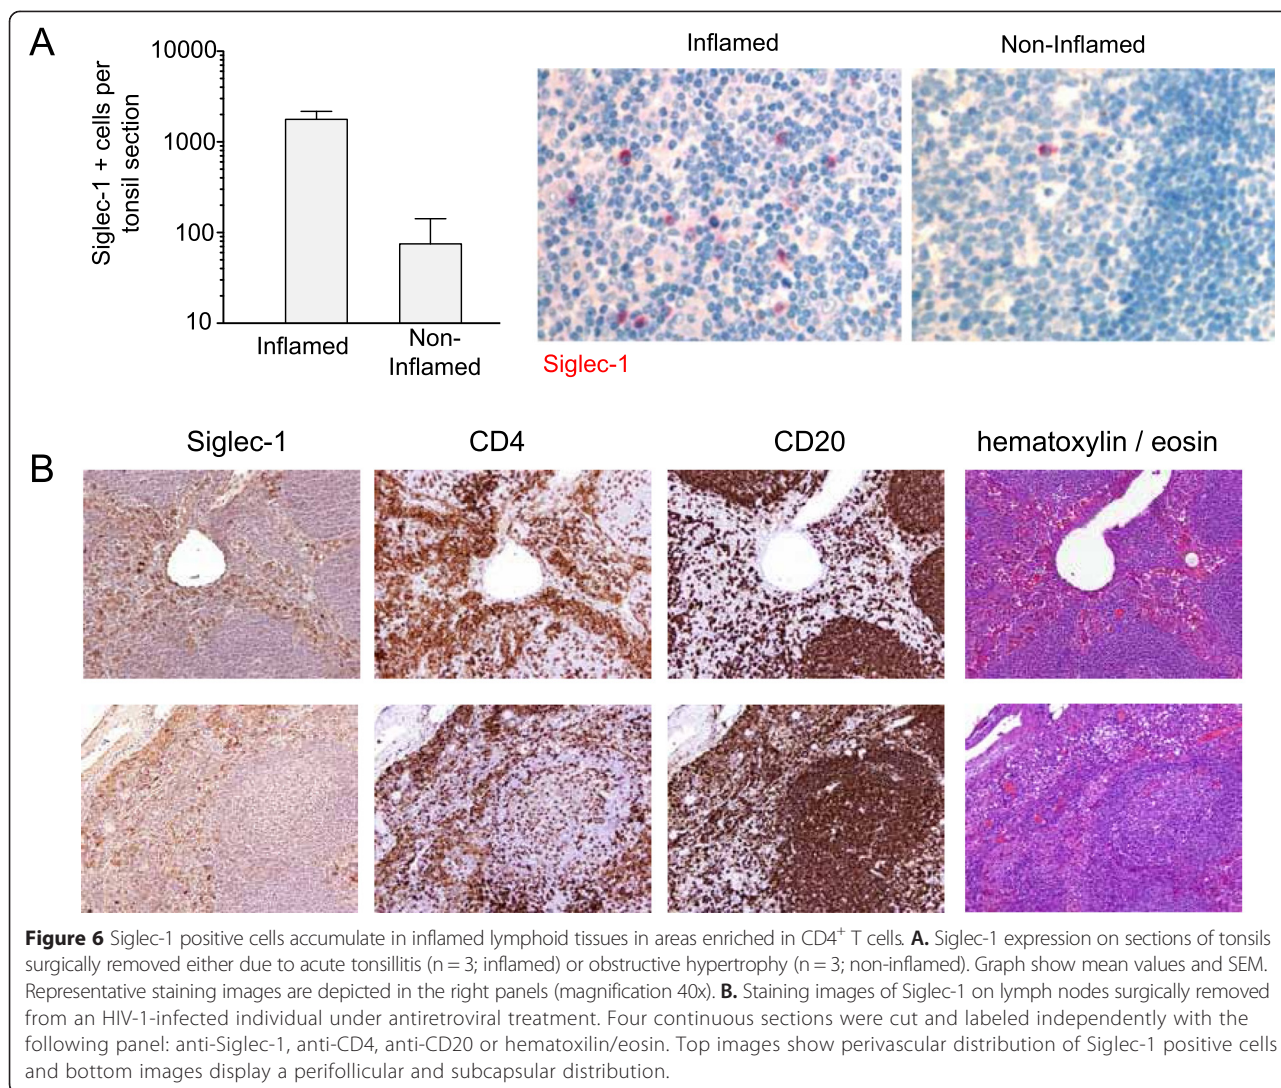 A
Siglec-1 + cells per
tonsil section
10000
1000
100
10
Inflamed
Non-
Inflamed
Inflamed
Non-Inflamed
Siglec-1
B
Siglec-1
CD4
CD20
hematoxylin / eosin
Figure 6 Siglec-1 positive cells accumulate in inflamed lymphoid tissues in areas enriched in CD4⁺ T cells. A. Siglec-1 expression on sections of tonsils
surgically removed either due to acute tonsillitis (n = 3; inflamed) or obstructive hypertrophy (n = 3; non-inflamed). Graph show mean values and SEM.
Representative staining images are depicted in the right panels (magnification 40x). B. Staining images of Siglec-1 on lymph nodes surgically removed
from an HIV-1-infected individual under antiretroviral treatment. Four continuous sections were cut and labeled independently with the
following panel: anti-Siglec-1, anti-CD4, anti-CD20 or hematoxilin/eosin. Top images show perivascular distribution of Siglec-1 positive cells
and bottom images display a perifollicular and subcapsular distribution.